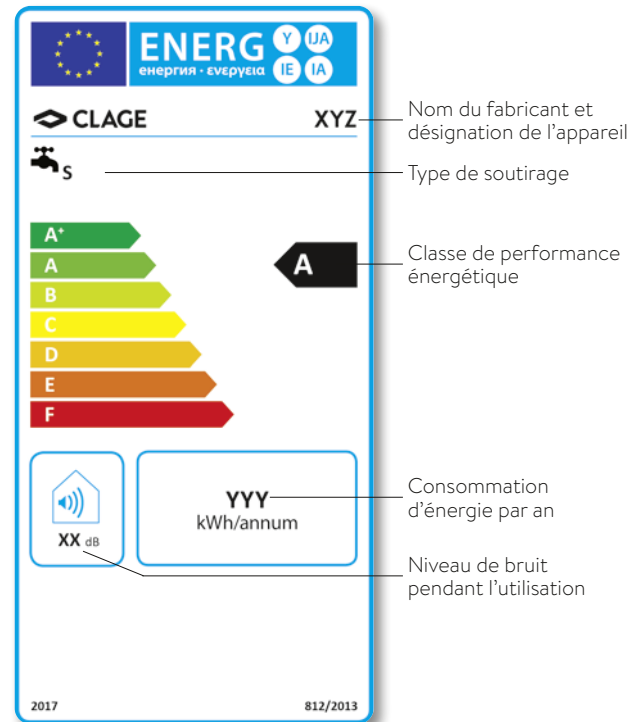 ENERG Y IJA
енергия · ενεργεια IE IA
CLAGE XYZ
Nom du fabricant et
désignation de l'appareil
S
Type de soutirage
A+
A
A
Classe de performance
énergétique
B
C
D
E
F
YYY
kWh/annum
Consommation
d'énergie par an
XX dB
Niveau de bruit
pendant l'utilisation
2017 812/2013